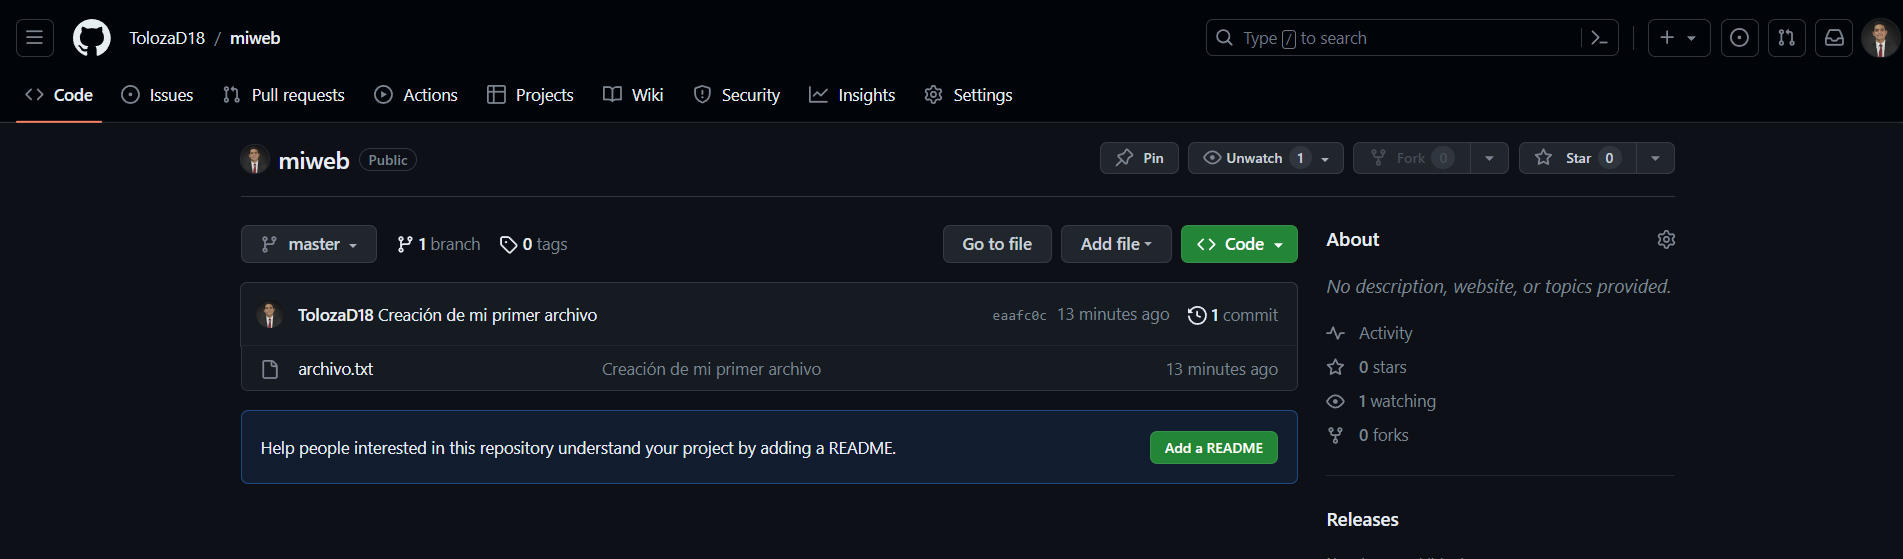 TolozaD18 / miweb
Type / to search
Code Issues Pull requests Actions Projects Wiki Security Insights Settings
miweb Public
Pin Unwatch 1 Fork 0 Star 0
master 1 branch 0 tags Go to file Add file Code
TolozaD18 Creación de mi primer archivo eaafc0c 13 minutes ago 1 commit
archivo.txt Creación de mi primer archivo 13 minutes ago
Help people interested in this repository understand your project by adding a README. Add a README
About
No description, website, or topics provided.
Activity
0 stars
1 watching
0 forks
Releases